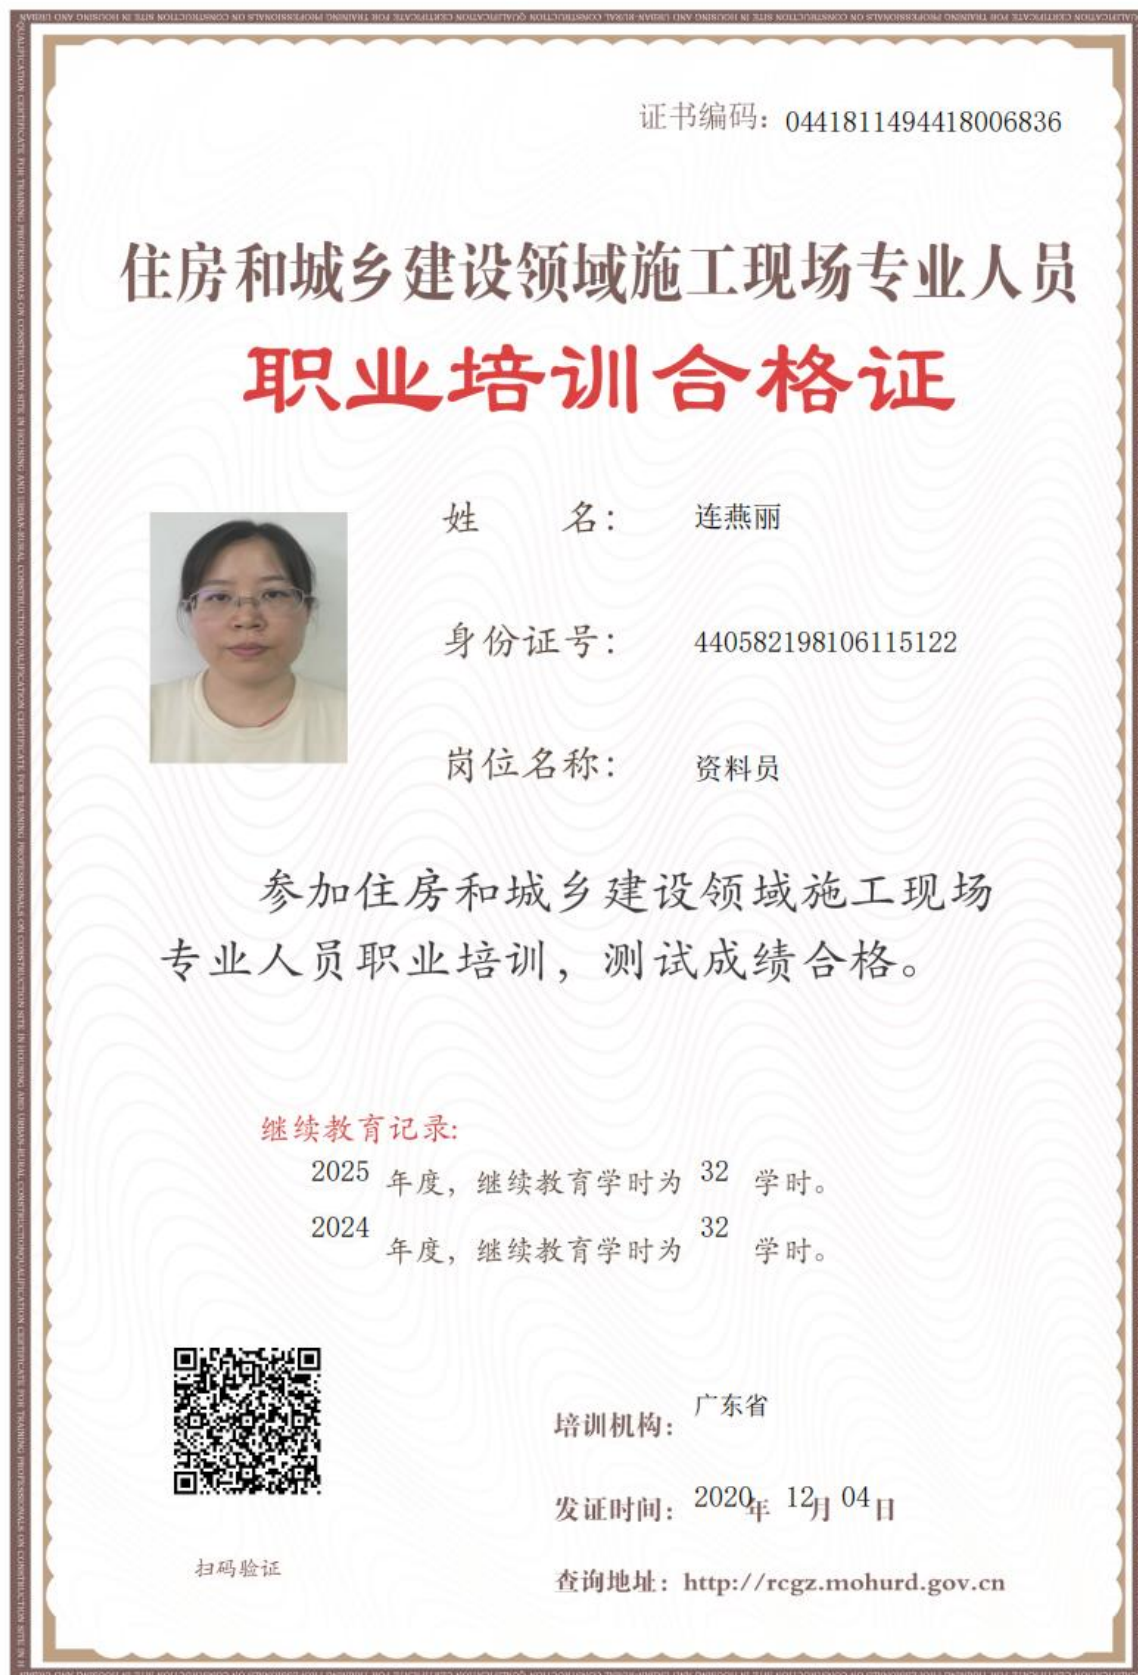 证书编码：0441811494418006836
住房和城乡建设领域施工现场专业人员
职业培训合格证
姓 名： 连燕丽
身份证号： 440582198106115122
岗位名称： 资料员
参加住房和城乡建设领域施工现场
专业人员职业培训，测试成绩合格。
继续教育记录:
2025 年度，继续教育学时为 32 学时。
2024 年度，继续教育学时为 32 学时。
培训机构： 广东省
发证时间： 2020年 12月 04日
扫码验证
查询地址：http://rcgz.mohurd.gov.cn